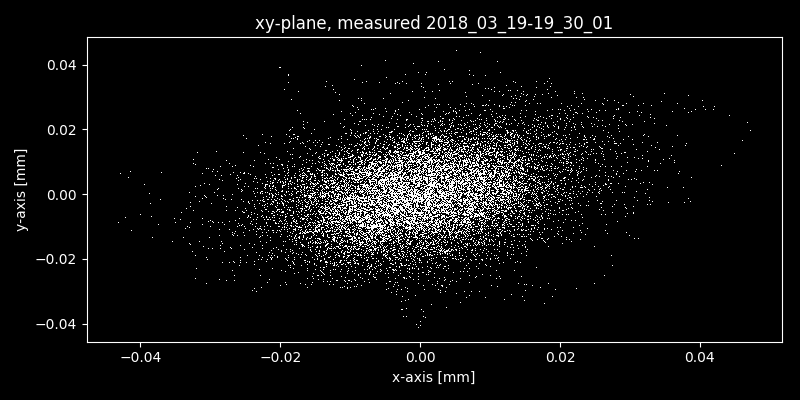 xy-plane, measured 2018_03_19-19_30_01
0.04
0.02
0.00
−0.02
−0.04
y-axis [mm]
−0.04 −0.02 0.00 0.02 0.04
x-axis [mm]